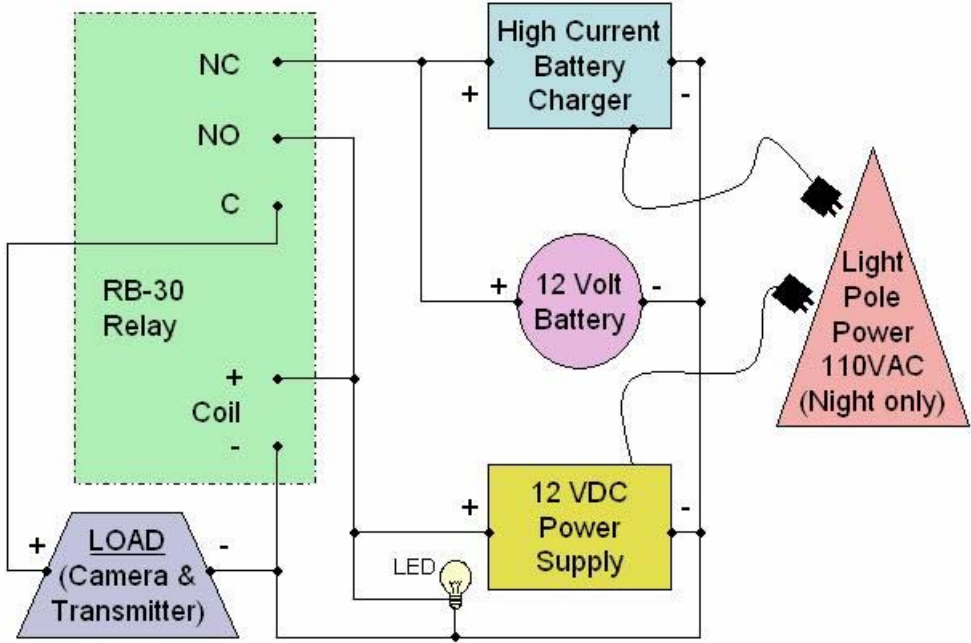 NC
NO
C
RB-30
Relay
+
Coil
-
High Current
Battery
Charger
+
-
12 Volt
Battery
+
-
Light
Pole
Power
110VAC
(Night only)
12 VDC
Power
Supply
+
-
LED
LOAD
(Camera &
Transmitter)
+
-